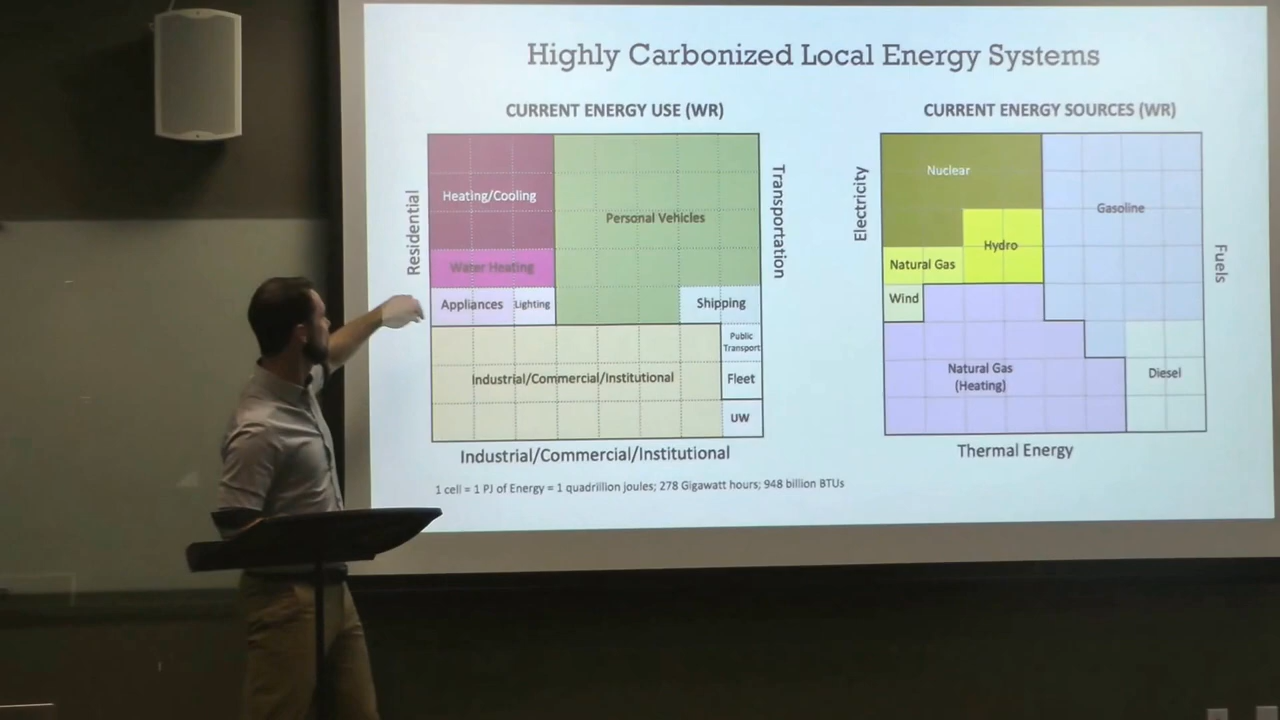 Highly Carbonized Local Energy Systems
CURRENT ENERGY USE (WR)
Residential
Heating/Cooling
Personal Vehicles
Water Heating
Appliances
Lighting
Shipping
Public
Transport
Industrial/Commercial/Institutional
Fleet
UW
Transportation
Industrial/Commercial/Institutional
CURRENT ENERGY SOURCES (WR)
Electricity
Nuclear
Gasoline
Hydro
Natural Gas
Wind
Natural Gas
(Heating)
Diesel
Fuels
Thermal Energy
1 cell = 1 PJ of Energy = 1 quadrillion joules; 278 Gigawatt hours; 948 billion BTUs